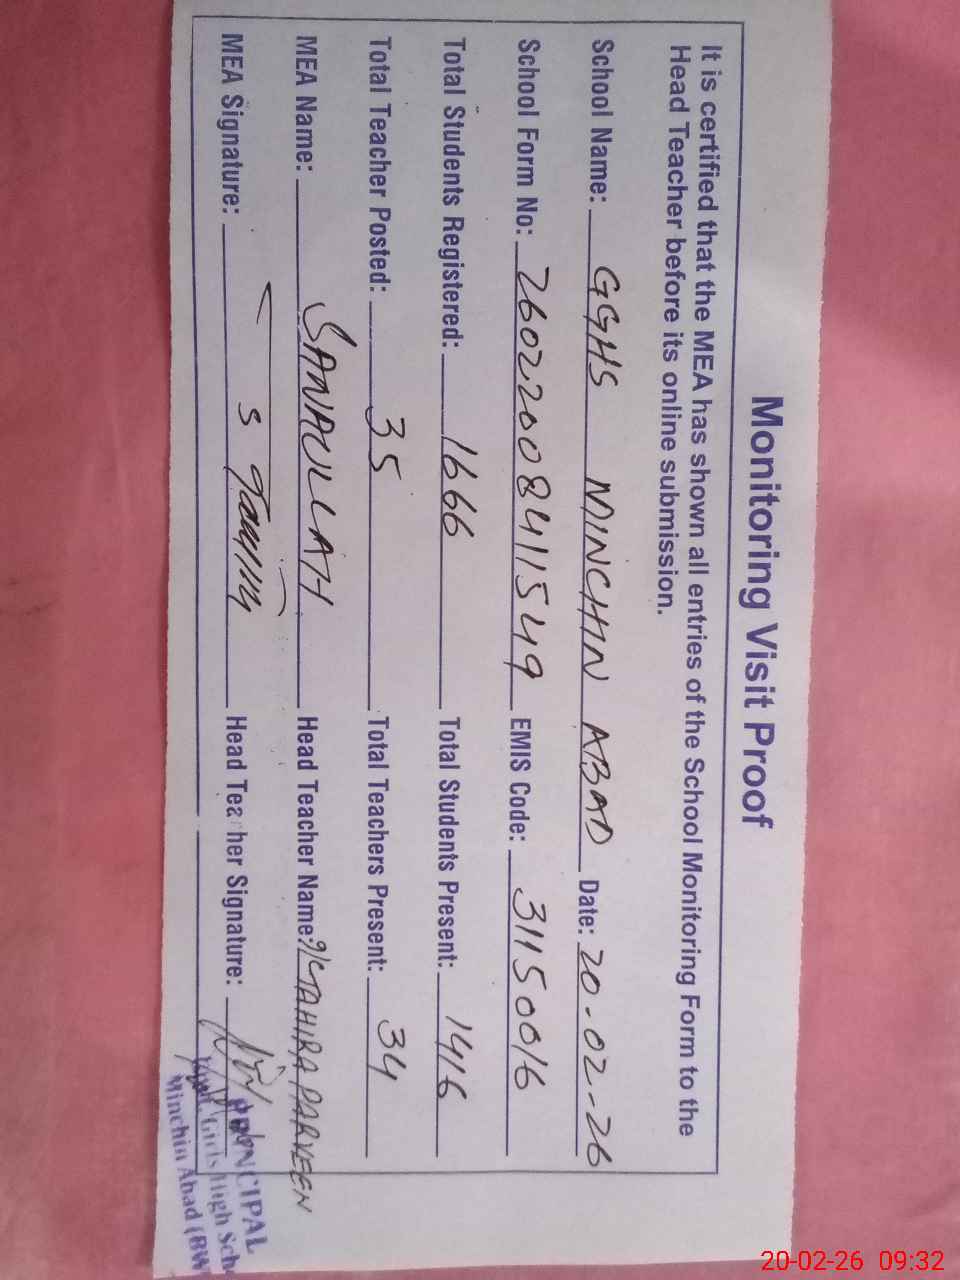 Monitoring Visit Proof
It is certified that the MEA has shown all entries of the School Monitoring Form to the
Head Teacher before its online submission.
School Name: GGHS MINCHIN ABAD Date: 20-02-26
School Form No: 26022008411549 EMIS Code: 31150016
Total Students Registered: 1666 Total Students Present: 1416
Total Teacher Posted: 35 Total Teachers Present: 34
MEA Name: SANAULLAH Head Teacher Name: I/C TAHIRA PARVEEN
MEA Signature: Head Teacher Signature:
PRINCIPAL
Govt. Girls High Scho
Minchin Abad (BW
20-02-26 09:32